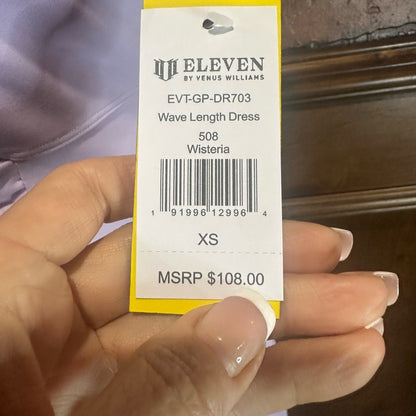 ELEVEN
BY VENUS WILLIAMS
EVT-GP-DR703
Wave Length Dress
508
Wisteria
1 91996 12996 4
XS
MSRP $108.00